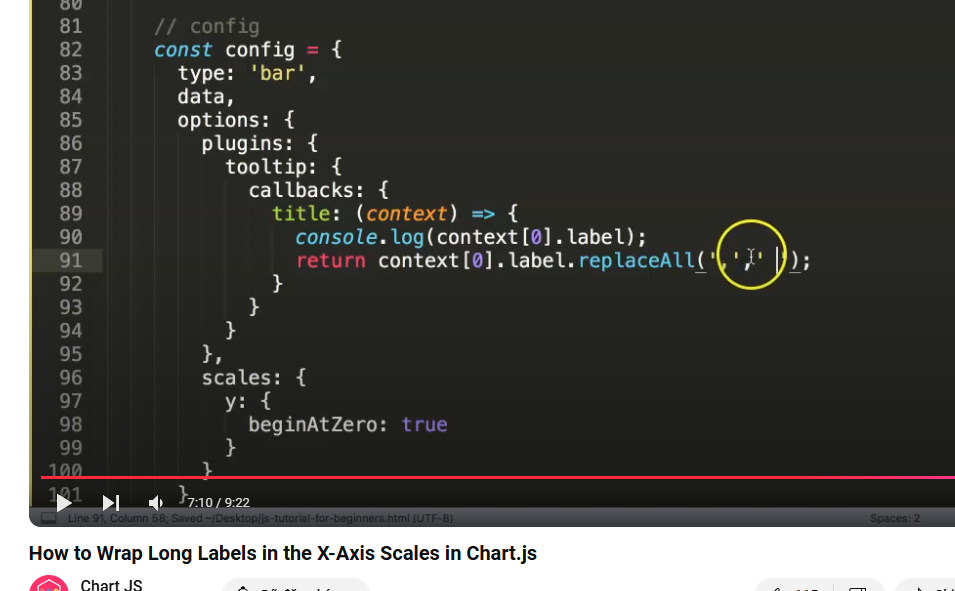 80
81 // config
82 const config = {
83 type: 'bar',
84 data,
85 options: {
86 plugins: {
87 tooltip: {
88 callbacks: {
89 title: (context) => {
90 console.log(context[0].label);
91 return context[0].label.replaceAll(',',' ');
92 }
93 }
94 }
95 },
96 scales: {
97 y: {
98 beginAtZero: true
99 }
100 }
101 }
7:10 / 9:22
Line 91, Column 58; Saved ~/Desktop/js-tutorial-for-beginners.html (UTF-8) Spaces: 2
How to Wrap Long Labels in the X-Axis Scales in Chart.js
Chart JS